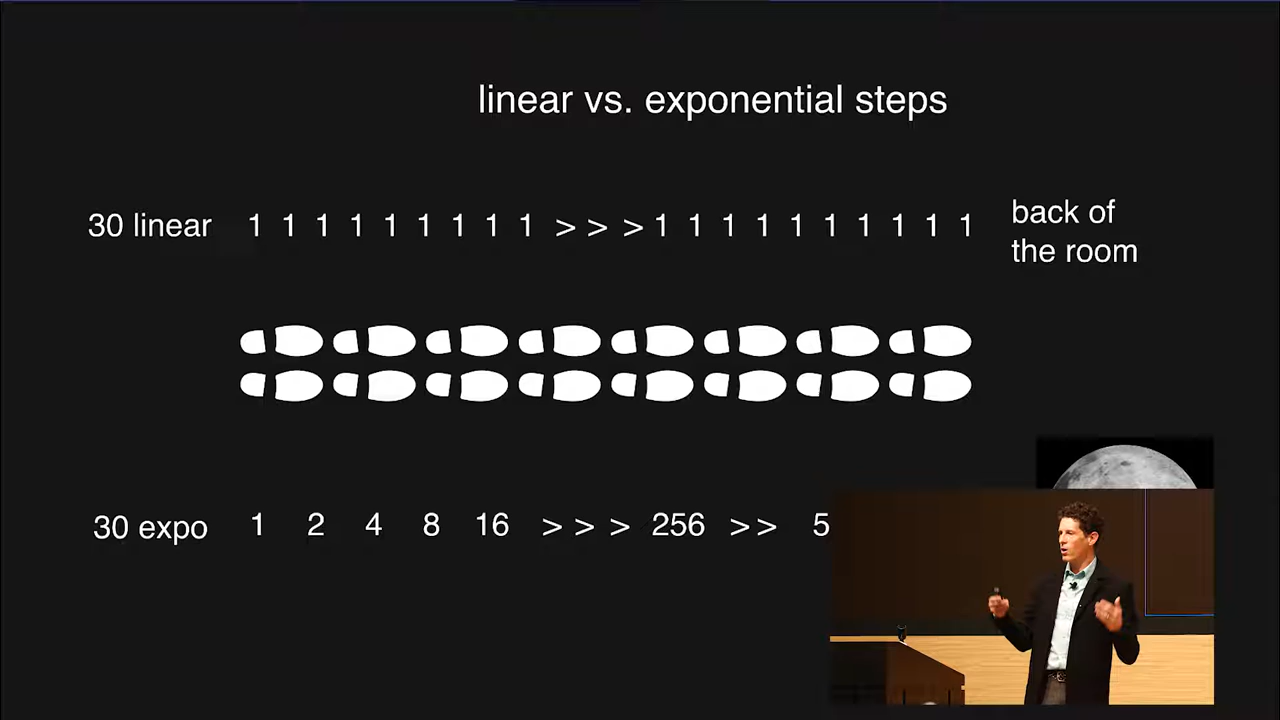 linear vs. exponential steps
30 linear 1 1 1 1 1 1 1 1 1 > > > 1 1 1 1 1 1 1 1 1 1 back of
the room
30 expo 1 2 4 8 16 > > > 256 > > 5